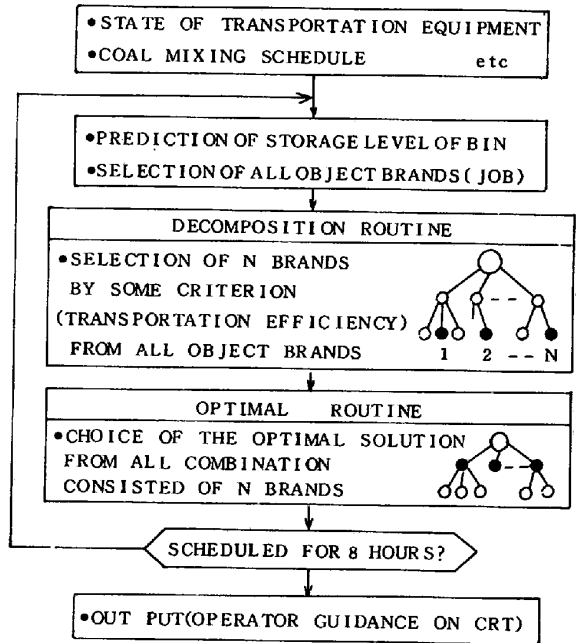 •STATE OF TRANSPORTATION EQUIPMENT
•COAL MIXING SCHEDULE etc
•PREDICTION OF STORAGE LEVEL OF BIN
•SELECTION OF ALL OBJECT BRANDS (JOB)
DECOMPOSITION ROUTINE
•SELECTION OF N BRANDS
BY SOME CRITERION
(TRANSPORTATION EFFICIENCY)
FROM ALL OBJECT BRANDS
1 2 -- N
OPTIMAL ROUTINE
•CHOICE OF THE OPTIMAL SOLUTION
FROM ALL COMBINATION
CONSISTED OF N BRANDS
SCHEDULED FOR 8 HOURS?
•OUT PUT(OPERATOR GUIDANCE ON CRT)